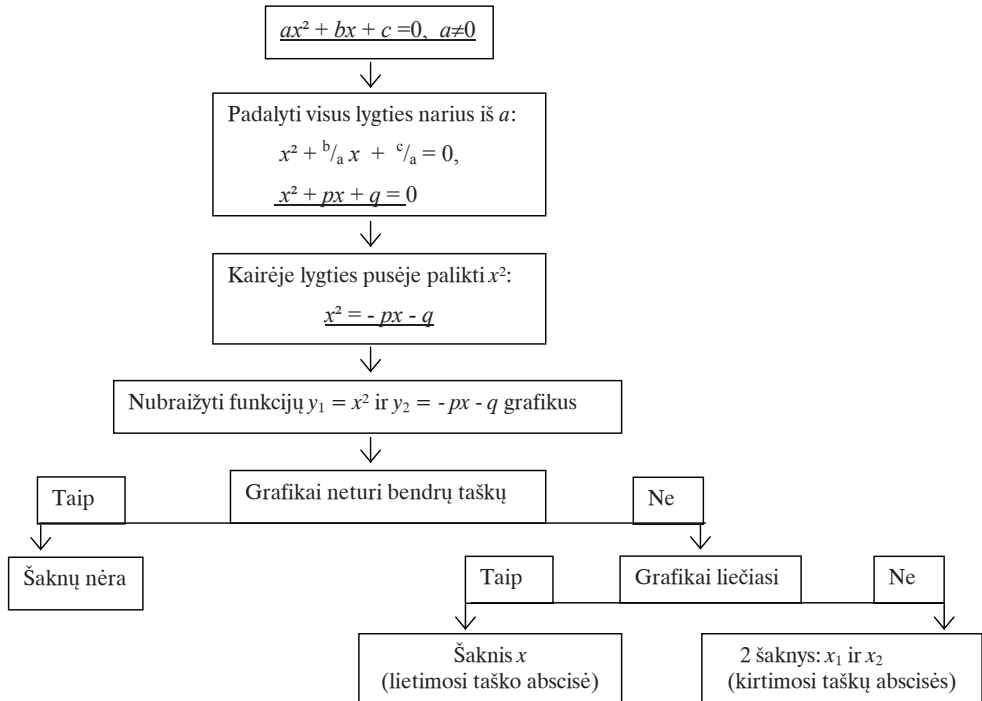 ax² + bx + c =0, a≠0
Padalyti visus lygties narius iš a:
x² + ᵇ/ₐ x + ᶜ/ₐ = 0,
x² + px + q = 0
Kairėje lygties pusėje palikti x²:
x² = - px - q
Nubraižyti funkcijų y₁ = x² ir y₂ = - px - q grafikus
Taip
Grafikai neturi bendrų taškų
Ne
Šaknų nėra
Taip
Grafikai liečiasi
Ne
Šaknis x
(lietimosi taško abscisė)
2 šaknys: x₁ ir x₂
(kirtimosi taškų abscisės)